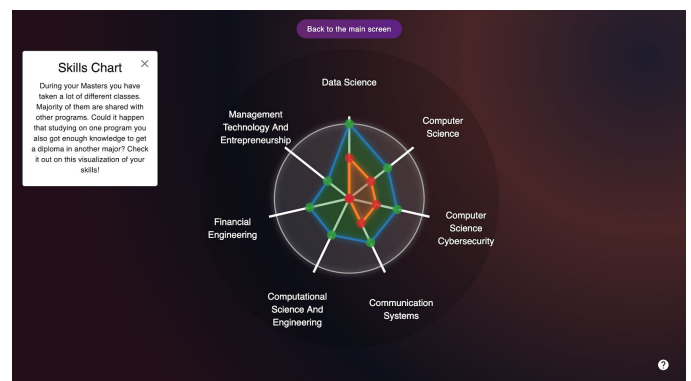 Back to the main screen
Skills Chart
During your Masters you have
taken a lot of different classes.
Majority of them are shared with
other programs. Could it happen
that studying on one program you
also got enough knowledge to get
a diploma in another major? Check
it out on this visualization of your
skills!
Data Science
Management
Technology And
Entrepreneurship
Computer
Science
Financial
Engineering
Computer
Science
Cybersecurity
Computational
Science And
Engineering
Communication
Systems
?